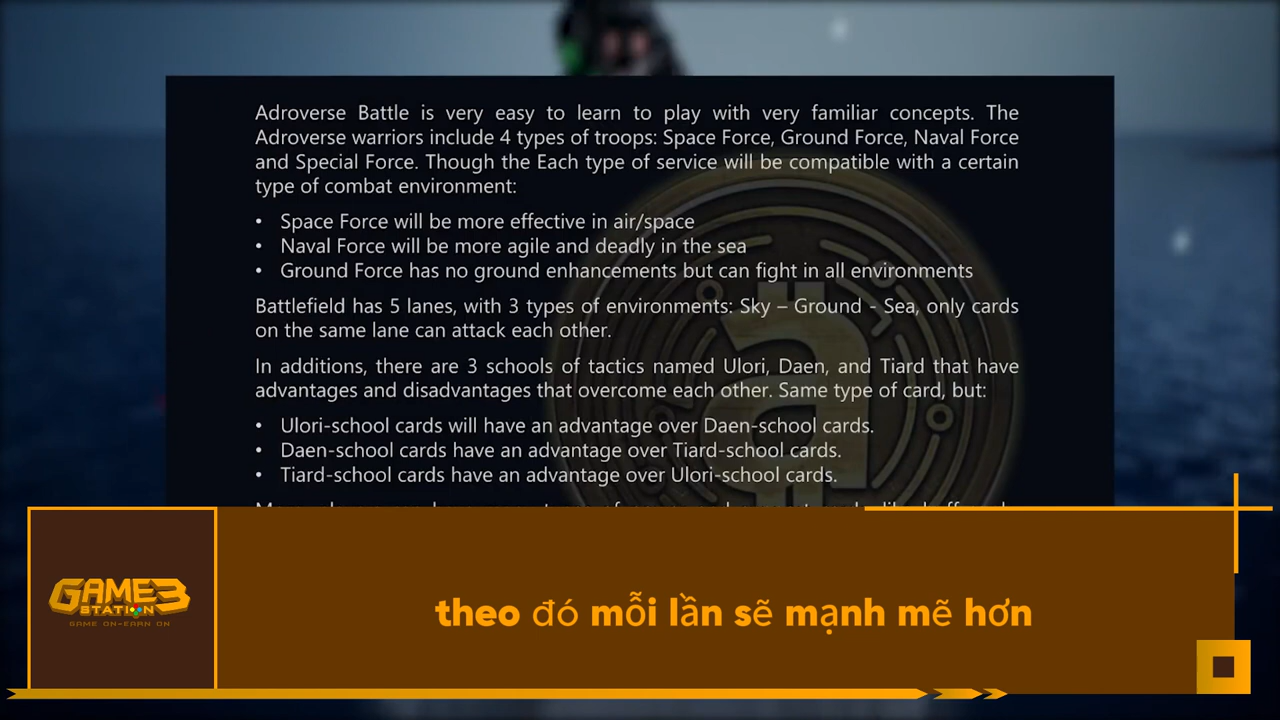 Adroverse Battle is very easy to learn to play with very familiar concepts. The
Adroverse warriors include 4 types of troops: Space Force, Ground Force, Naval Force
and Special Force. Though the Each type of service will be compatible with a certain
type of combat environment:
• Space Force will be more effective in air/space
• Naval Force will be more agile and deadly in the sea
• Ground Force has no ground enhancements but can fight in all environments
Battlefield has 5 lanes, with 3 types of environments: Sky – Ground - Sea, only cards
on the same lane can attack each other.
In additions, there are 3 schools of tactics named Ulori, Daen, and Tiard that have
advantages and disadvantages that overcome each other. Same type of card, but:
• Ulori-school cards will have an advantage over Daen-school cards.
• Daen-school cards have an advantage over Tiard-school cards.
• Tiard-school cards have an advantage over Ulori-school cards.
GAME3
STATION
GAME ON-EARN ON
theo đó mỗi lần sẽ mạnh mẽ hơn